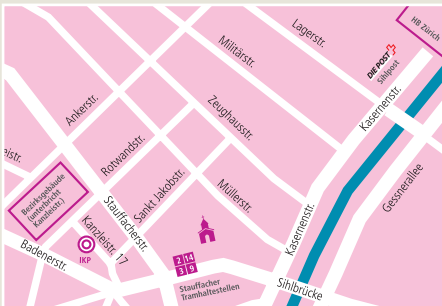 HB Zürich
Lagerstr.
Militärstr.
DIE POST
Sihlpost
Kasernenstr.
Ankerstr.
Zeughausstr.
Rotwandstr.
eistr.
Bezirksgebäude
(unterbricht
Kanzleistr.)
Sankt Jakobstr.
Müllerstr.
Gessnerallee
Stauffacherstr.
Kasernenstr.
Kanzleistr. 17
IKP
Badenerstr.
2 14
3 9
Stauffacher
Tramhaltestellen
Sihlbrücke